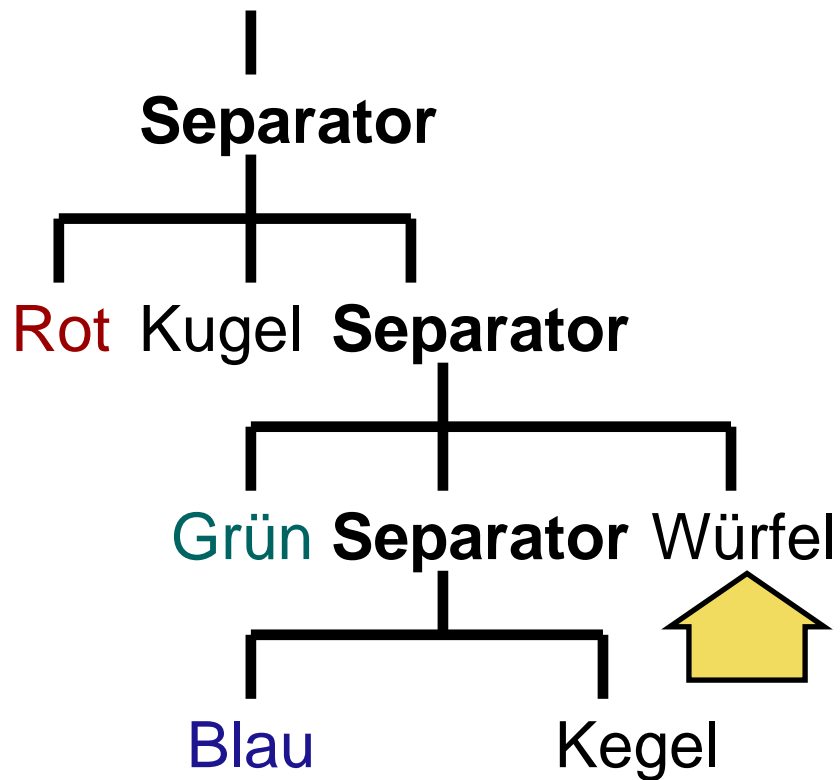 Separator
Rot Kugel Separator
Grün Separator Würfel
Blau Kegel